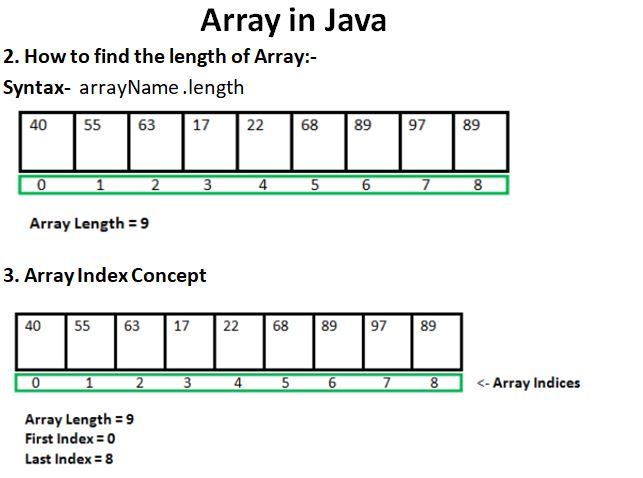 Array in Java
2. How to find the length of Array:-
Syntax- arrayName.length
40 55 63 17 22 68 89 97 89
0 1 2 3 4 5 6 7 8
Array Length = 9
3. Array Index Concept
40 55 63 17 22 68 89 97 89
0 1 2 3 4 5 6 7 8 <- Array Indices
Array Length = 9
First Index = 0
Last Index = 8